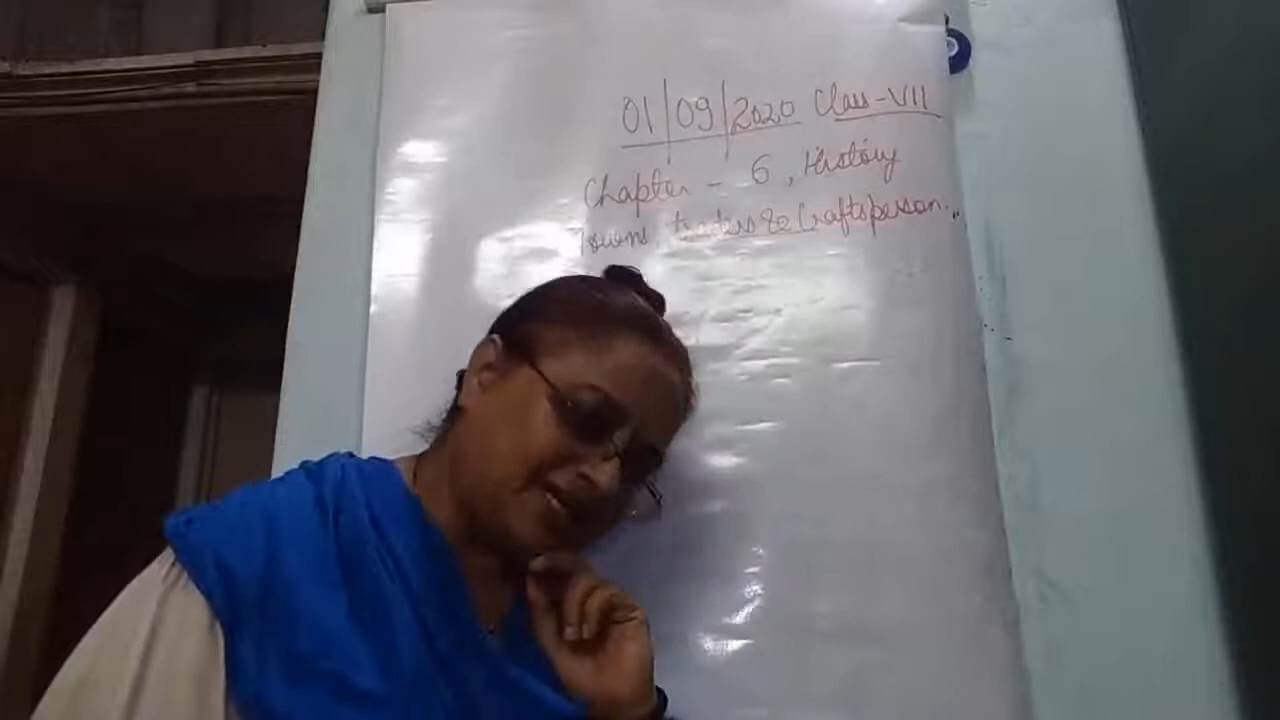 01/09/2020 Class-VII
Chapter - 6, History
Towns, traders & Craftsperson..